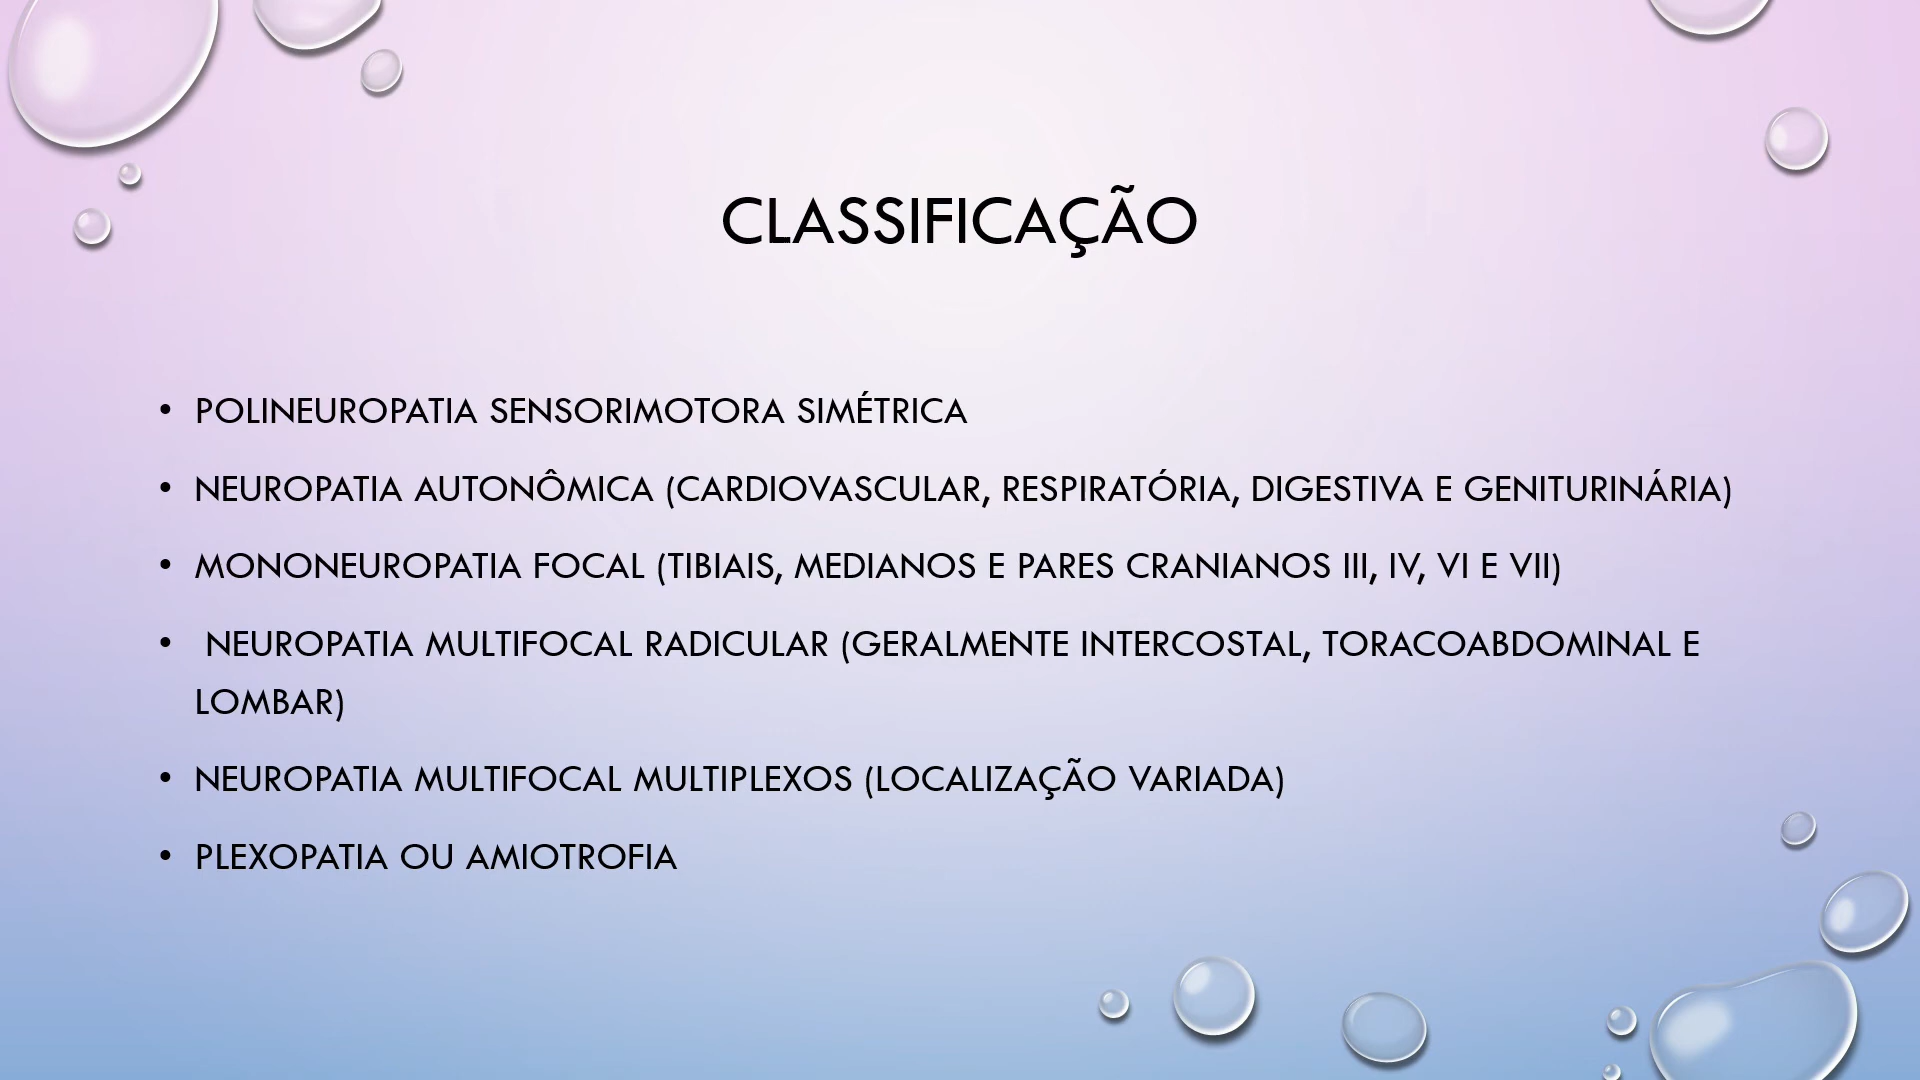 CLASSIFICAÇÃO
• POLINEUROPATIA SENSORIMOTORA SIMÉTRICA
• NEUROPATIA AUTONÔMICA (CARDIOVASCULAR, RESPIRATÓRIA, DIGESTIVA E GENITURINÁRIA)
• MONONEUROPATIA FOCAL (TIBIAIS, MEDIANOS E PARES CRANIANOS III, IV, VI E VII)
• NEUROPATIA MULTIFOCAL RADICULAR (GERALMENTE INTERCOSTAL, TORACOABDOMINAL E
LOMBAR)
• NEUROPATIA MULTIFOCAL MULTIPLEXOS (LOCALIZAÇÃO VARIADA)
• PLEXOPATIA OU AMIOTROFIA